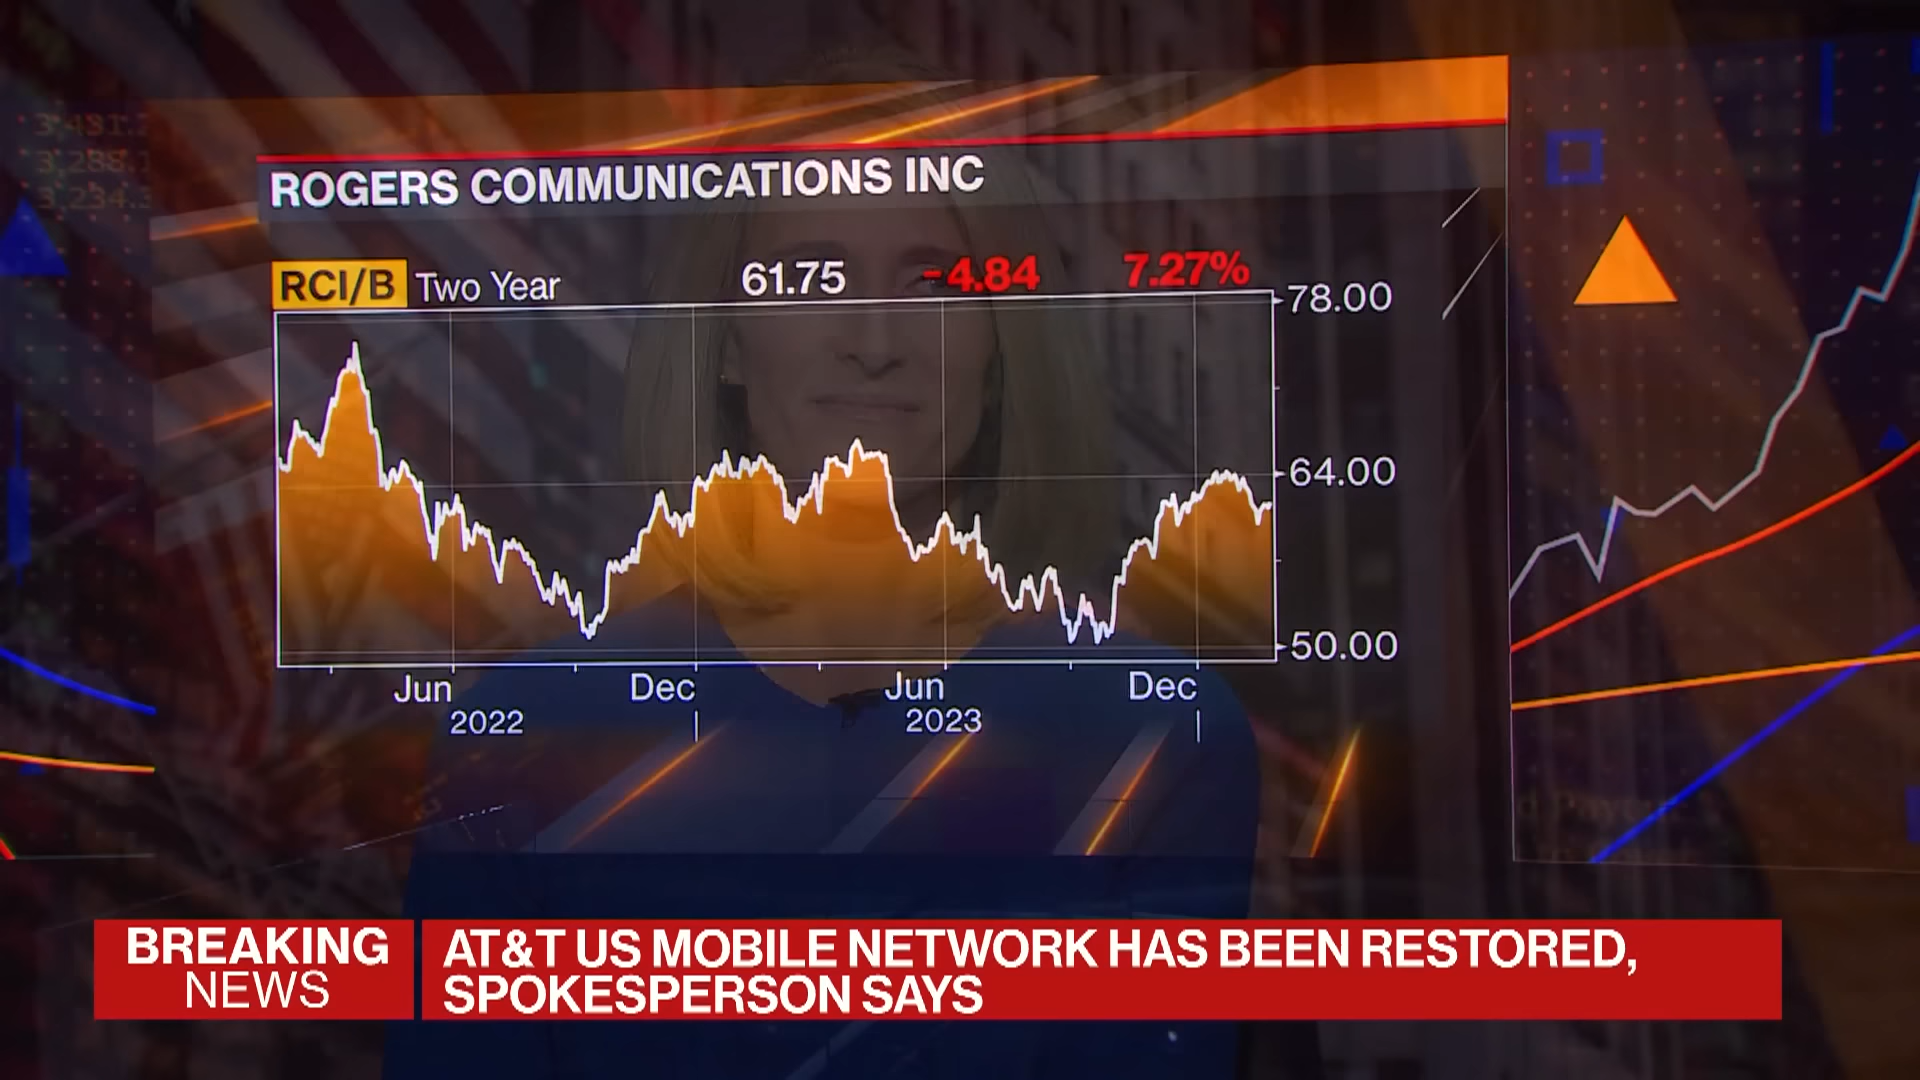 ROGERS COMMUNICATIONS INC
RCI/B Two Year 61.75 -4.84 7.27%
78.00
64.00
50.00
Jun Dec Jun Dec
2022 2023
BREAKING
NEWS
AT&T US MOBILE NETWORK HAS BEEN RESTORED,
SPOKESPERSON SAYS